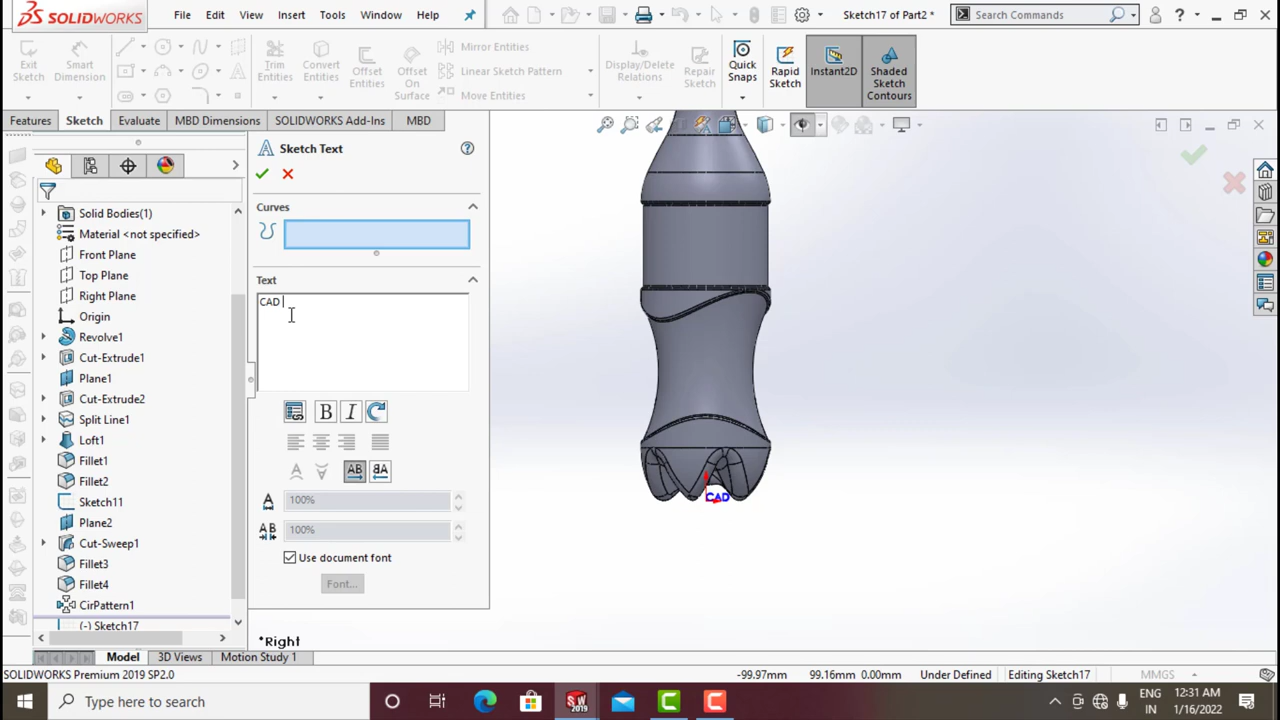 SOLIDWORKS
File Edit View Insert Tools Window Help
Sketch17 of Part2 *
Search Commands
Exit Sketch
Smart Dimension
Trim Entities
Convert Entities
Offset Entities
Offset On Surface
Mirror Entities
Linear Sketch Pattern
Move Entities
Display/Delete Relations
Repair Sketch
Quick Snaps
Rapid Sketch
Instant2D
Shaded Sketch Contours
Features Sketch Evaluate MBD Dimensions SOLIDWORKS Add-Ins MBD
Sketch Text
Curves
Text
CAD
B I
AB BA
100%
AB
100%
Use document font
Font...
Solid Bodies(1)
Material <not specified>
Front Plane
Top Plane
Right Plane
Origin
Revolve1
Cut-Extrude1
Plane1
Cut-Extrude2
Split Line1
Loft1
Fillet1
Fillet2
Sketch11
Plane2
Cut-Sweep1
Fillet3
Fillet4
CirPattern1
(-) Sketch17
CAD
*Right
Model 3D Views Motion Study 1
SOLIDWORKS Premium 2019 SP2.0
-99.97mm 99.16mm 0.00mm Under Defined Editing Sketch17 MMGS
Type here to search
SW 2019
ENG IN
12:31 AM
1/16/2022